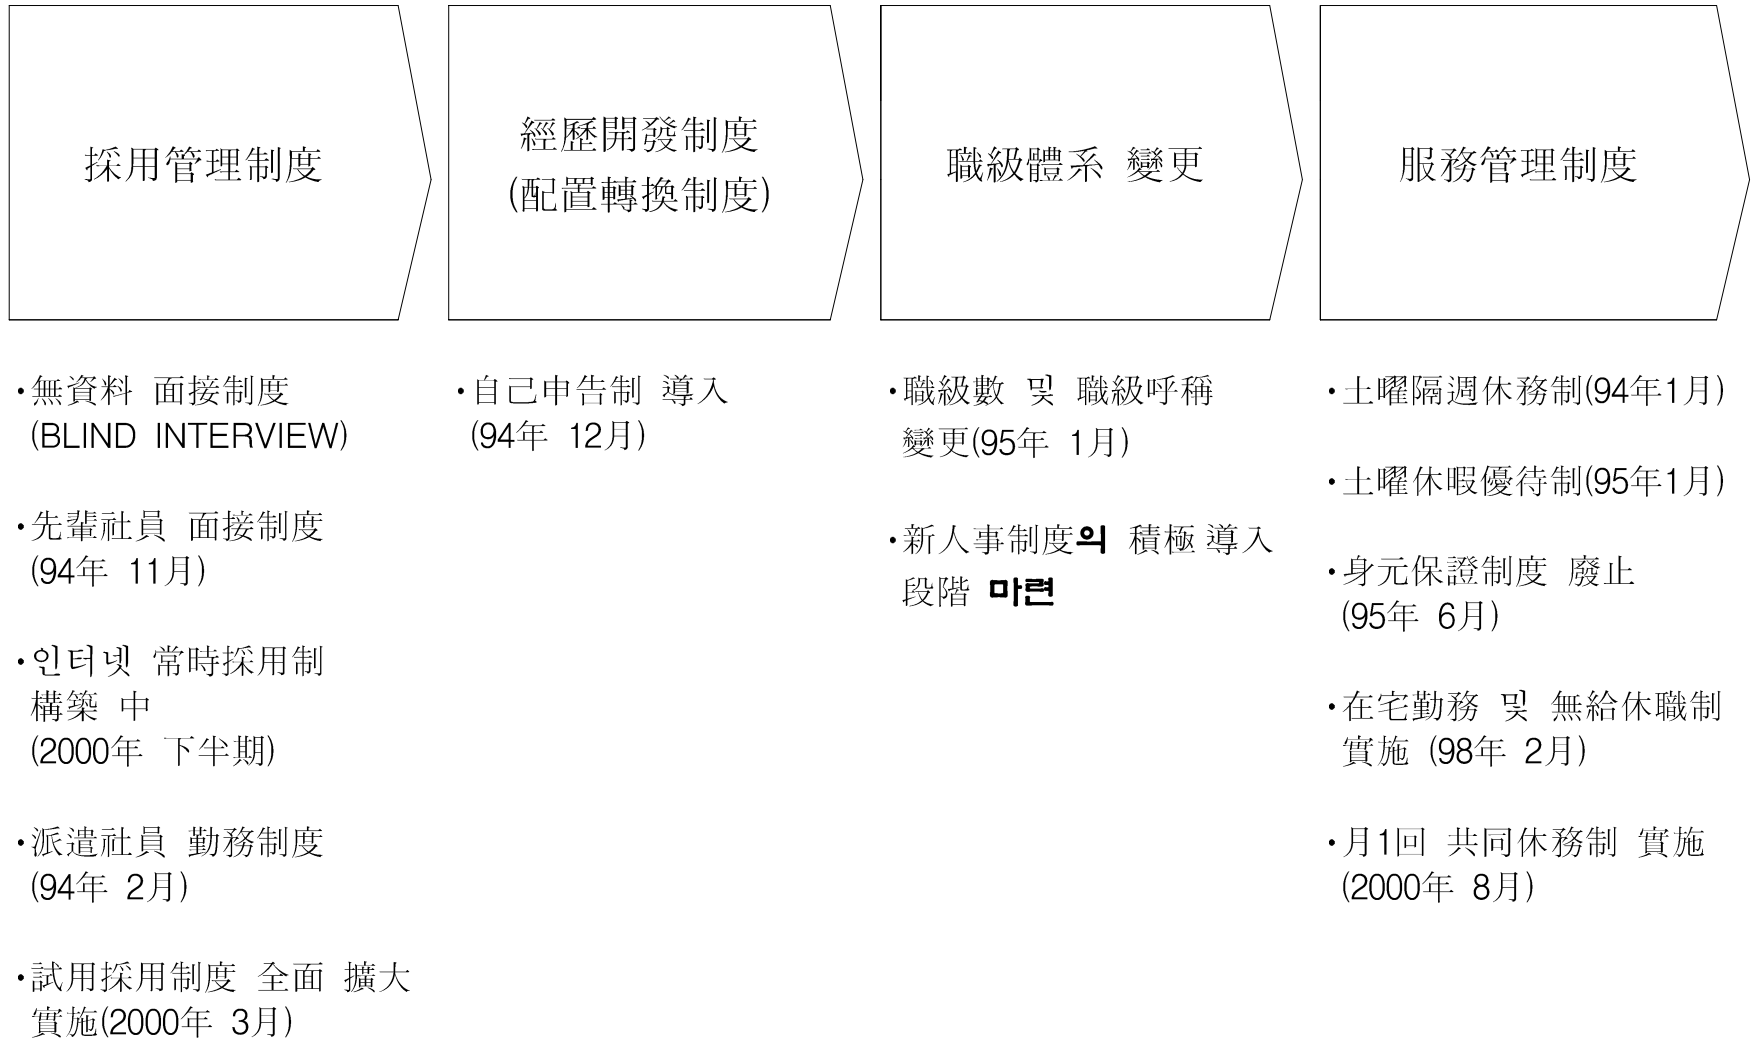 採用管理制度
經歷開發制度
(配置轉換制度)
職級體系 變更
服務管理制度
·無資料 面接制度
(BLIND INTERVIEW)
·先輩社員 面接制度
(94年 11月)
·인터넷 常時採用制
構築 中
(2000年 下半期)
·派遣社員 勤務制度
(94年 2月)
·試用採用制度 全面 擴大
實施(2000年 3月)
·自己申告制 導入
(94年 12月)
·職級數 및 職級呼稱
變更(95年 1月)
·新人事制度의 積極 導入
段階 마련
·土曜隔週休務制(94年1月)
·土曜休暇優待制(95年1月)
·身元保證制度 廢止
(95年 6月)
·在宅勤務 및 無給休職制
實施 (98年 2月)
·月1回 共同休務制 實施
(2000年 8月)